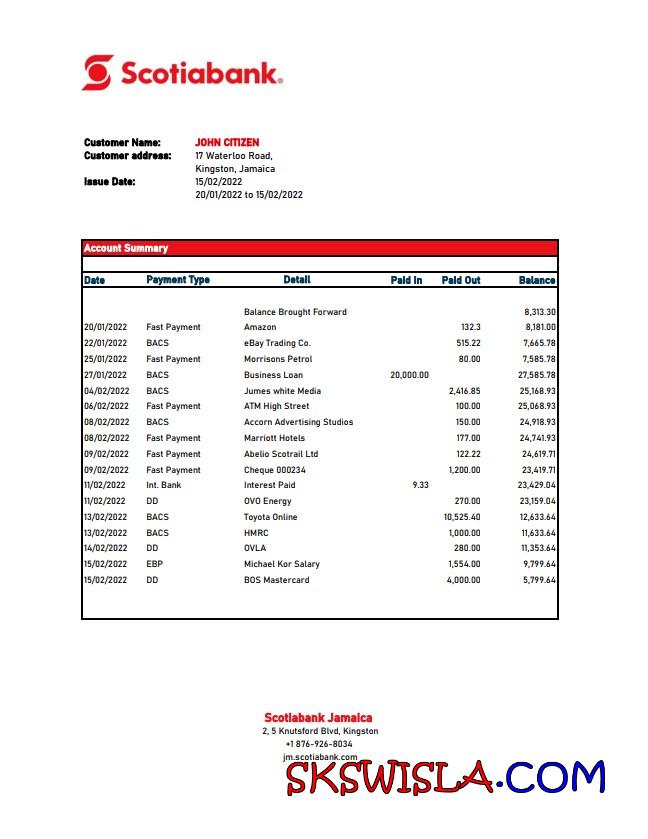 Scotiabank®
Customer Name: JOHN CITIZEN
Customer address: 17 Waterloo Road,
Kingston, Jamaica
Issue Date: 15/02/2022
20/01/2022 to 15/02/2022
Account Summary
Date Payment Type Detail Paid In Paid Out Balance
Balance Brought Forward 8,313.30
20/01/2022 Fast Payment Amazon 132.3 8,181.00
22/01/2022 BACS eBay Trading Co. 515.22 7,665.78
25/01/2022 Fast Payment Morrisons Petrol 80.00 7,585.78
27/01/2022 BACS Business Loan 20,000.00 27,585.78
04/02/2022 BACS Jumes white Media 2,416.85 25,168.93
06/02/2022 Fast Payment ATM High Street 100.00 25,068.93
08/02/2022 BACS Accorn Advertising Studios 150.00 24,918.93
08/02/2022 Fast Payment Marriott Hotels 177.00 24,741.93
09/02/2022 Fast Payment Abelio Scotrail Ltd 122.22 24,619.71
09/02/2022 Fast Payment Cheque 000234 1,200.00 23,419.71
11/02/2022 Int. Bank Interest Paid 9.33 23,429.04
11/02/2022 DD OVO Energy 270.00 23,159.04
13/02/2022 BACS Toyota Online 10,525.40 12,633.64
13/02/2022 BACS HMRC 1,000.00 11,633.64
14/02/2022 DD OVLA 280.00 11,353.64
15/02/2022 EBP Michael Kor Salary 1,554.00 9,799.64
15/02/2022 DD BOS Mastercard 4,000.00 5,799.64
Scotiabank Jamaica
2, 5 Knutsford Blvd, Kingston
+1 876-926-8034
jm.scotiabank.com
SKSWISLA.COM